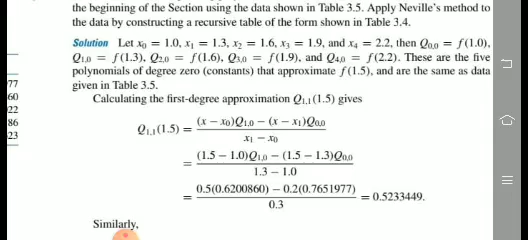 the beginning of the Section using the data shown in Table 3.5. Apply Neville's method to
the data by constructing a recursive table of the form shown in Table 3.4.
Solution Let x₀ = 1.0, x₁ = 1.3, x₂ = 1.6, x₃ = 1.9, and x₄ = 2.2, then Q₀,₀ = f(1.0),
Q₁,₀ = f(1.3), Q₂,₀ = f(1.6), Q₃,₀ = f(1.9), and Q₄,₀ = f(2.2). These are the five
polynomials of degree zero (constants) that approximate f(1.5), and are the same as data
given in Table 3.5.
77
60
22
86
23
Calculating the first-degree approximation Q₁,₁(1.5) gives
Q₁,₁(1.5) = (x − x₀)Q₁,₀ − (x − x₁)Q₀,₀ / x₁ − x₀
= (1.5 − 1.0)Q₁,₀ − (1.5 − 1.3)Q₀,₀ / 1.3 − 1.0
= 0.5(0.6200860) − 0.2(0.7651977) / 0.3 = 0.5233449.
Similarly,